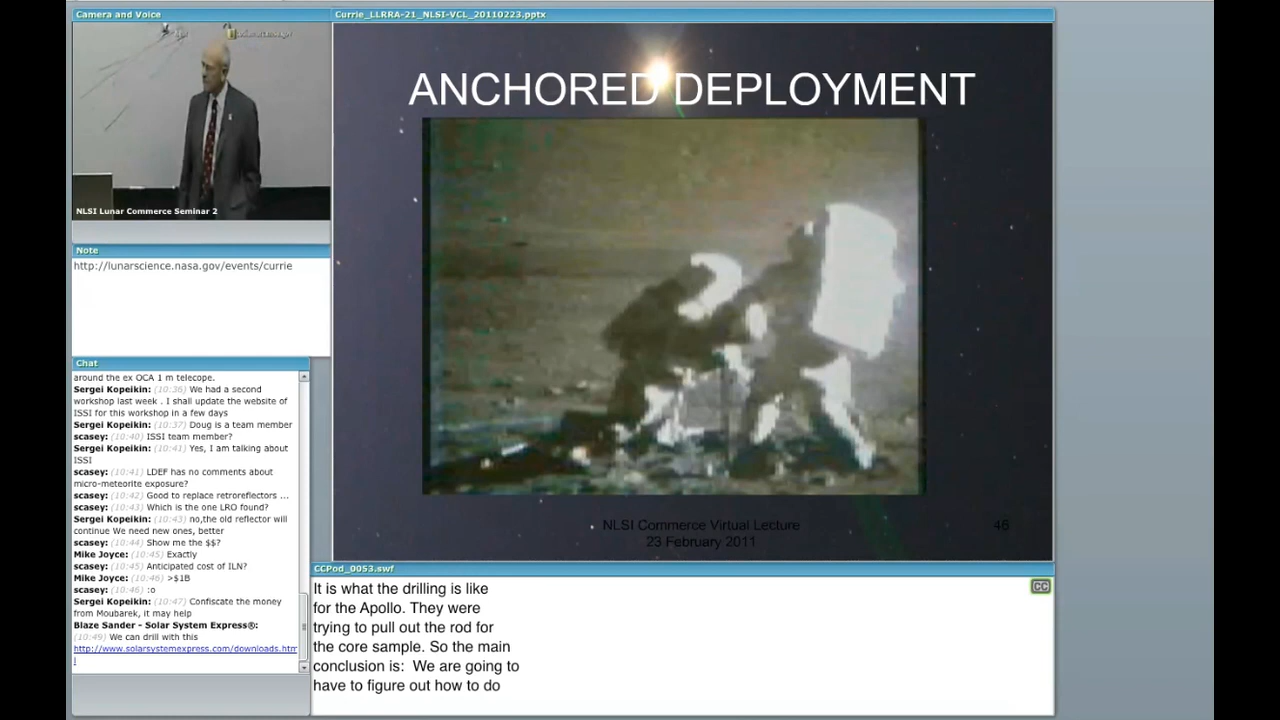 Camera and Voice
NLSI Lunar Commerce Seminar 2
Note
http://lunarscience.nasa.gov/events/currie
Chat
around the ex OCA 1 m telecope.
Sergei Kopeikin: (10:36) We had a second
workshop last week . I shall update the website of
ISSI for this workshop in a few days
Sergei Kopeikin: (10:37) Doug is a team member
scasey: (10:40) ISSI team member?
Sergei Kopeikin: (10:41) Yes, I am talking about
ISSI
scasey: (10:41) LDEF has no comments about
micro-meteorite exposure?
scasey: (10:42) Good to replace retroreflectors ...
scasey: (10:43) Which is the one LRO found?
Sergei Kopeikin: (10:43) no,the old reflector will
continue We need new ones, better
scasey: (10:44) Show me the $$?
Mike Joyce: (10:45) Exactly
scasey: (10:45) Anticipated cost of ILN?
Mike Joyce: (10:46) >$1B
scasey: (10:46) :o
Sergei Kopeikin: (10:47) Confiscate the money
from Moubarek, it may help
Blaze Sander - Solar System Express®:
(10:49) We can drill with this
http://www.solarsystemexpress.com/downloads.htm
l
Currie_LLRRA-21_NLSI-VCL_20110223.pptx
ANCHORED DEPLOYMENT
NLSI Commerce Virtual Lecture
23 February 2011
46
CCPod_0053.swf
CC
It is what the drilling is like
for the Apollo. They were
trying to pull out the rod for
the core sample. So the main
conclusion is: We are going to
have to figure out how to do